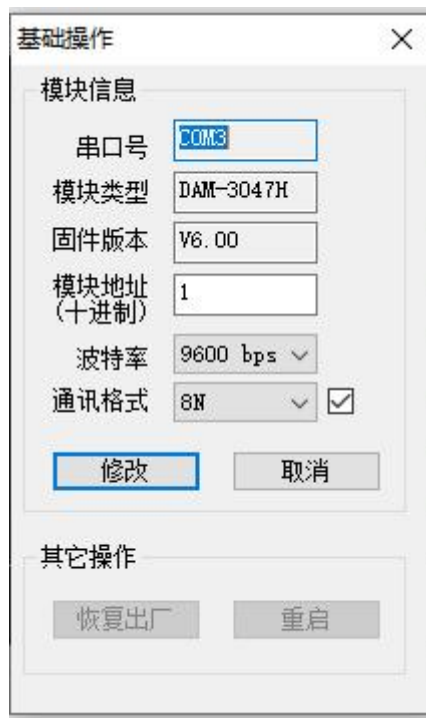 基础操作
模块信息
串口号 COM3
模块类型 DAM-3047H
固件版本 V6.00
模块地址
(十进制) 1
波特率 9600 bps
通讯格式 8N
修改 取消
其它操作
恢复出厂 重启